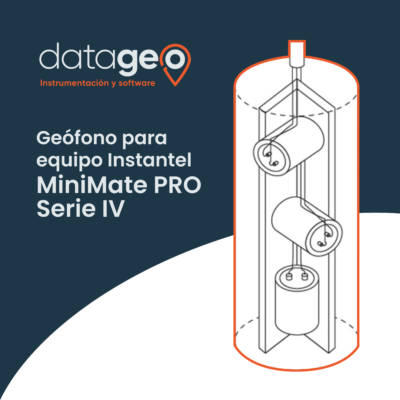 datageo
Instrumentación y software
Geófono para
equipo Instantel
MiniMate PRO
Serie IV